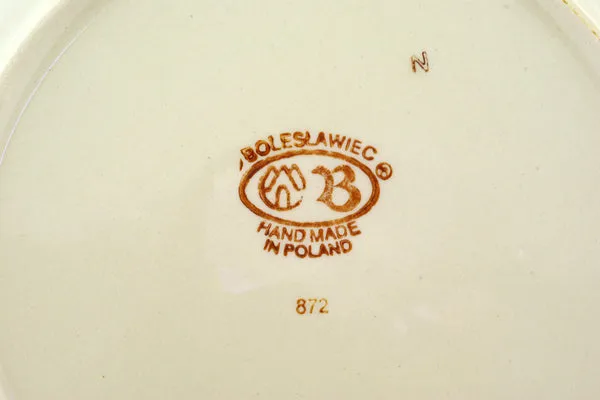 N
"BOLESŁAWIEC"®
B
HAND MADE
IN POLAND
872